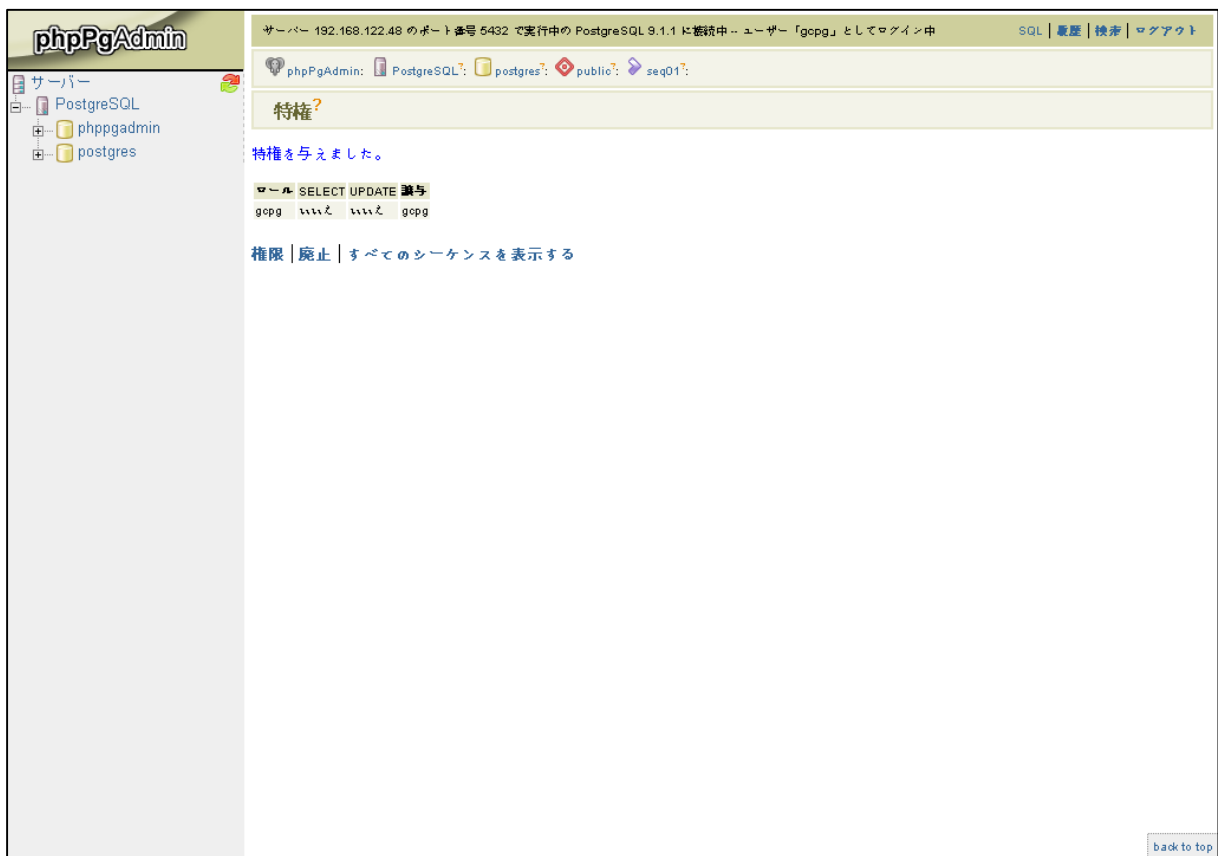 phpPgAdmin
サーバー
PostgreSQL
phppgadmin
postgres
サーバー 192.168.122.48 のポート番号 5432 で実行中の PostgreSQL 9.1.1 に接続中 -- ユーザー「gcpg」としてログイン中
SQL | 履歴 | 検索 | ログアウト
phpPgAdmin: PostgreSQL?: postgres?: public?: seq01?:
特権?
特権を与えました。
ロール SELECT UPDATE 譲与
gcpg いいえ いいえ gcpg
権限 | 廃止 | すべてのシーケンスを表示する
back to top